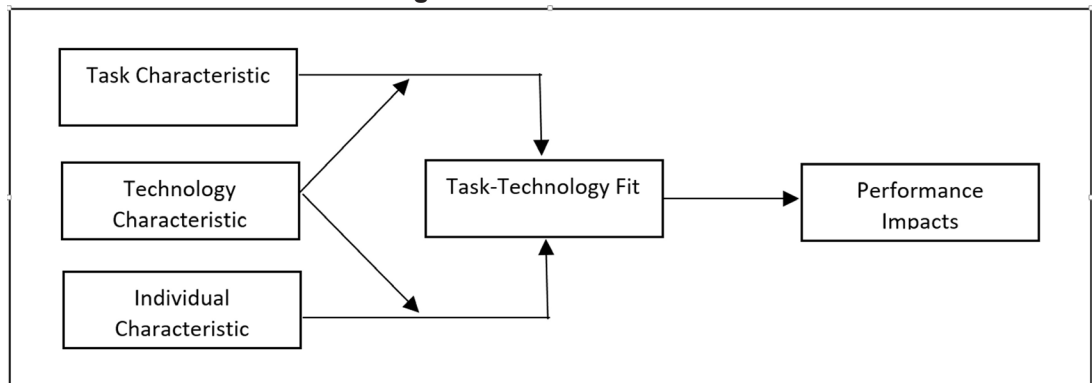 Task Characteristic
Technology
Characteristic
Individual
Characteristic
Task-Technology Fit
Performance
Impacts